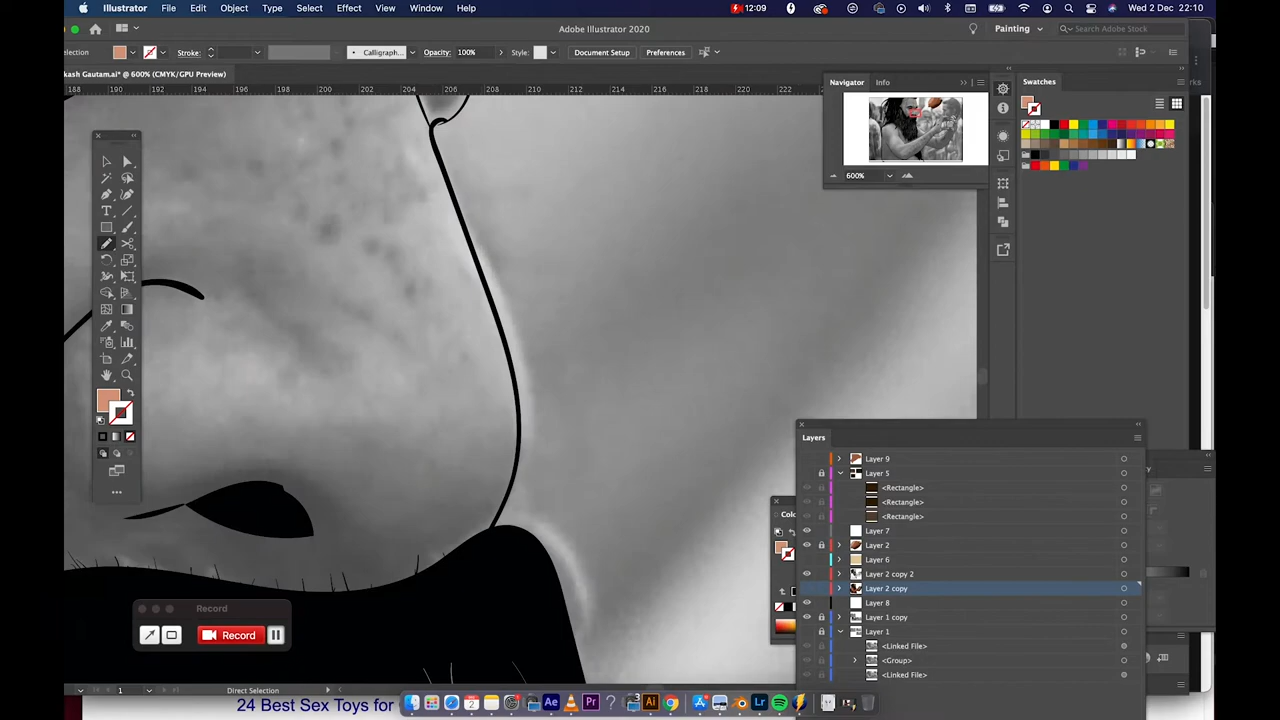 Illustrator File Edit Object Type Select Effect View Window Help 12:09 Wed 2 Dec 22:10
Adobe Illustrator 2020 Painting Search Adobe Stock
election Stroke: Calligraph... Opacity: 100% Style: Document Setup Preferences
kash Gautam.ai* @ 600% (CMYK/GPU Preview)
188 190 192 194 196 198 200 202 204 206 208 210 212 214 216 218 220 222
Navigator Info
600%
Swatches
Layers
Layer 9
Layer 5
<Rectangle>
<Rectangle>
<Rectangle>
Layer 7
Layer 2
Layer 6
Layer 2 copy 2
Layer 2 copy
Layer 8
Layer 1 copy
Layer 1
<Linked File>
<Group>
<Linked File>
Colo
Record
Record
1 Direct Selection
24 Best Sex Toys for